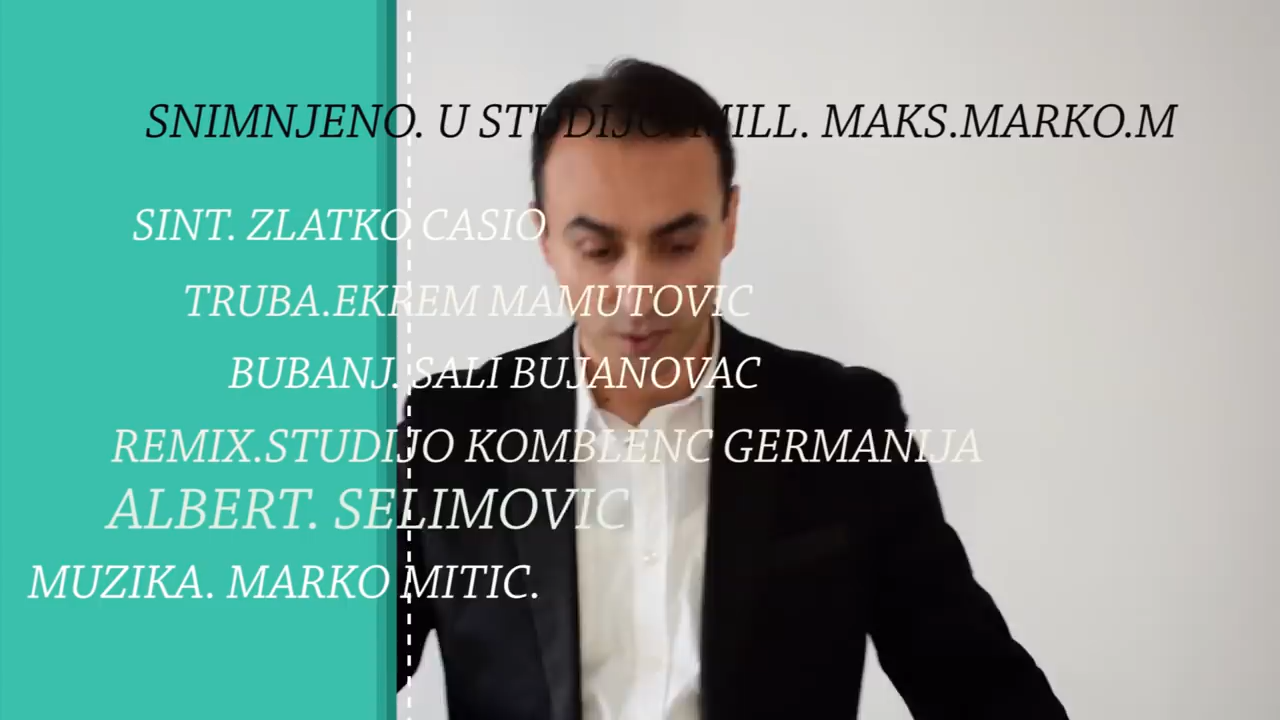 SNIMNJENO. U STUDIJO. MILL. MAKS.MARKO.M
SINT. ZLATKO CASIO
TRUBA.EKREM MAMUTOVIC
BUBANJ. SALI BUJANOVAC
REMIX.STUDIJO KOMBLENC GERMANIJA
ALBERT. SELIMOVIC
MUZIKA. MARKO MITIC.